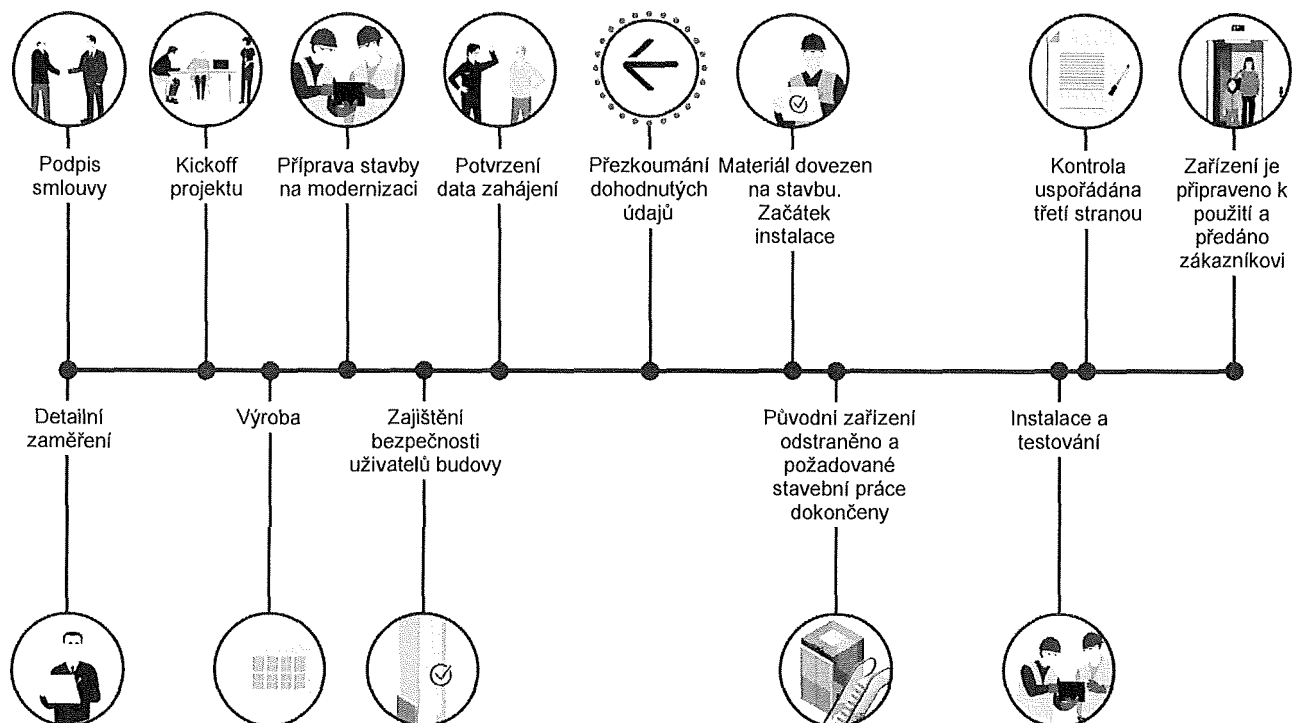 Podpis
smlouvy
Kickoff
projektu
Příprava stavby
na modernizaci
Potvrzení
data zahájení
Přezkoumání
dohodnutých
údajů
Materiál dovezen
na stavbu.
Začátek
instalace
Kontrola
uspořádána
třetí stranou
Zařízení je
připraveno k
použití a
předáno
zákazníkovi
Detailní
zaměření
Výroba
Zajištění
bezpečnosti
uživatelů budovy
Původní zařízení
odstraněno a
požadované
stavební práce
dokončeny
Instalace a
testování